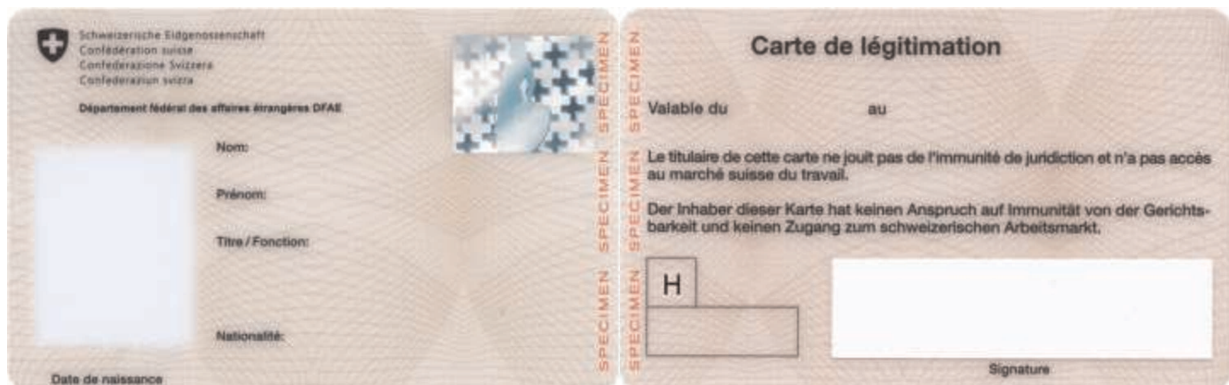 Schweizerische Eidgenossenschaft
Confédération suisse
Confederazione Svizzera
Confederaziun svizra
Département fédéral des affaires étrangères DFAE
Nom:
Prénom:
Titre / Fonction:
Nationalité:
Date de naissance
SPECIMEN SPECIMEN SPECIMEN
SPECIMEN SPECIMEN SPECIMEN
Carte de légitimation
Valable du au
Le titulaire de cette carte ne jouit pas de l'immunité de juridiction et n'a pas accès
au marché suisse du travail.
Der Inhaber dieser Karte hat keinen Anspruch auf Immunität von der Gerichts-
barkeit und keinen Zugang zum schweizerischen Arbeitsmarkt.
H
Signature